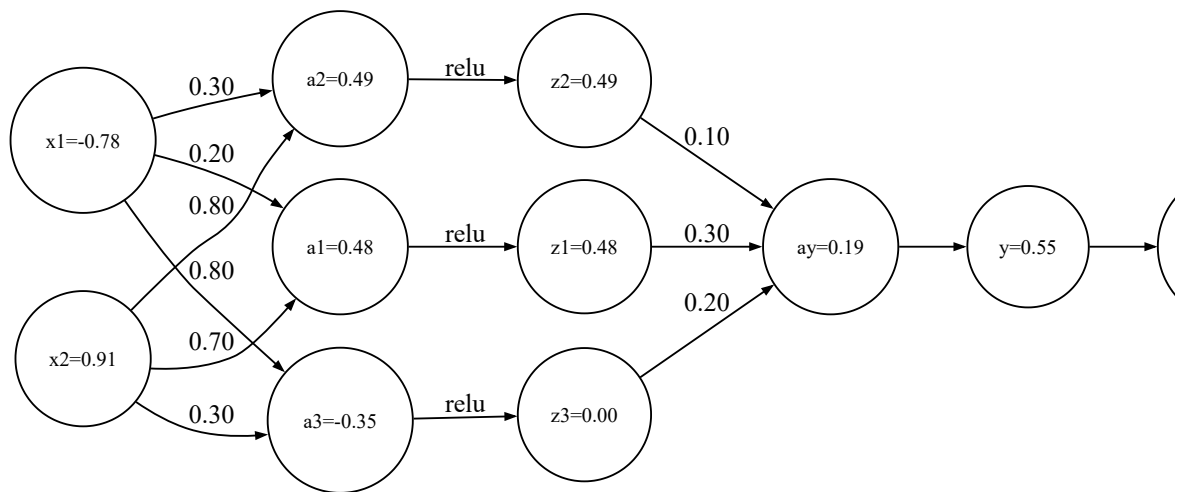 x1=-0.78
x2=0.91
0.30
0.20
0.80
0.80
0.70
0.30
a2=0.49
a1=0.48
a3=-0.35
relu
relu
relu
z2=0.49
z1=0.48
z3=0.00
0.10
0.30
0.20
ay=0.19
y=0.55